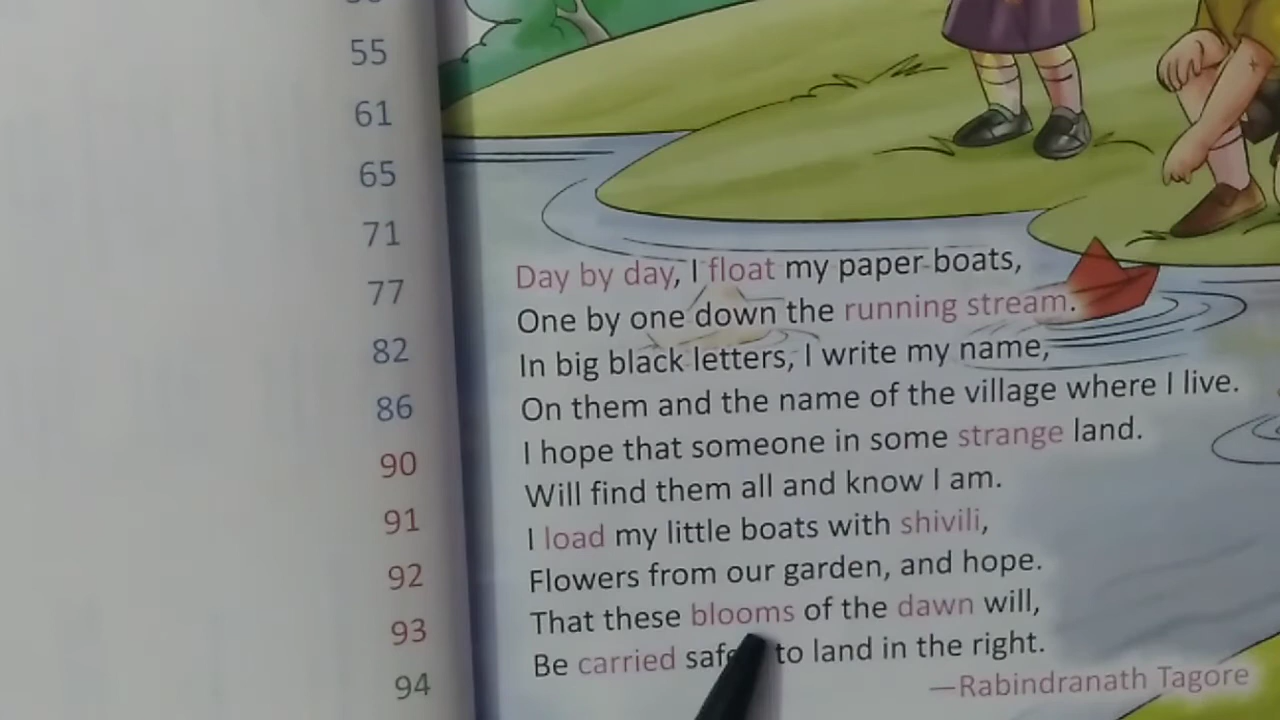 55
61
65
71
77
82
86
90
91
92
93
94
Day by day, I float my paper boats,
One by one down the running stream.
In big black letters, I write my name,
On them and the name of the village where I live.
I hope that someone in some strange land.
Will find them all and know I am.
I load my little boats with shivili,
Flowers from our garden, and hope.
That these blooms of the dawn will,
Be carried to land in the right.
—Rabindranath Tagore